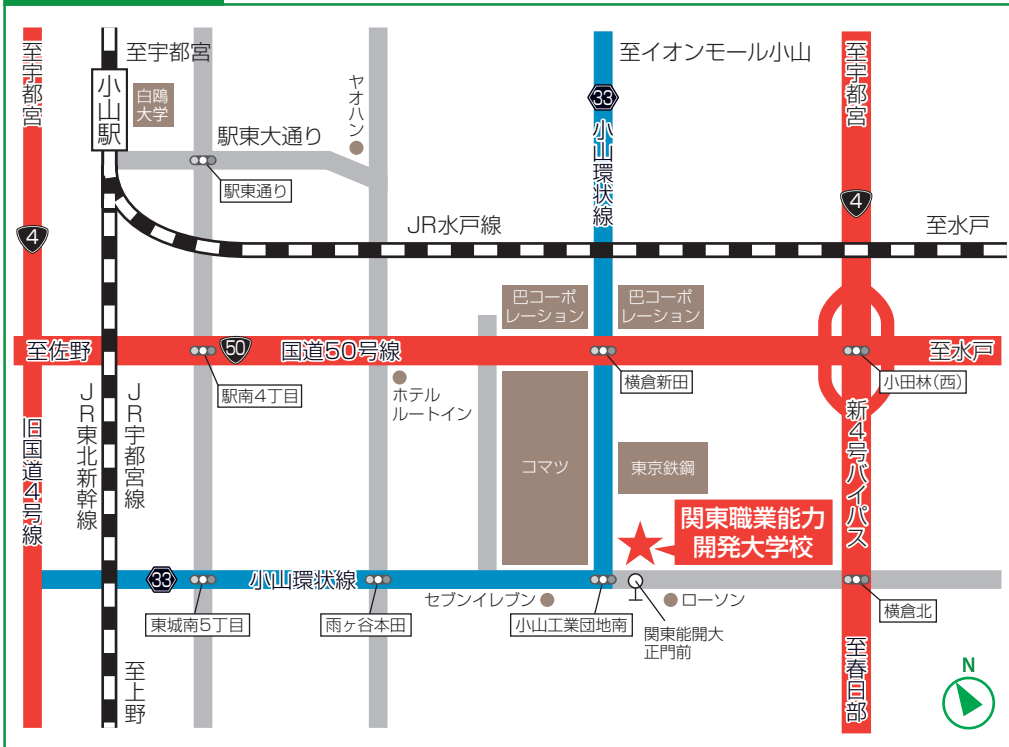 至宇都宮
至宇都宮
小山駅
白鴎
大学
ヤオハン
駅東大通り
駅東通り
至イオンモール小山
33
小山環状線
至宇都宮
4
4
JR水戸線
至水戸
巴コーポ
レーション
巴コーポ
レーション
至佐野
50
国道50号線
至水戸
駅南4丁目
ホテル
ルートイン
横倉新田
小田林(西)
旧国道4号線
JR東北新幹線
JR宇都宮線
コマツ
東京鉄鋼
新4号バイパス
関東職業能力
開発大学校
33
小山環状線
セブンイレブン
ローソン
東城南5丁目
雨ヶ谷本田
小山工業団地南
関東能開大
正門前
横倉北
至上野
至春日部
N